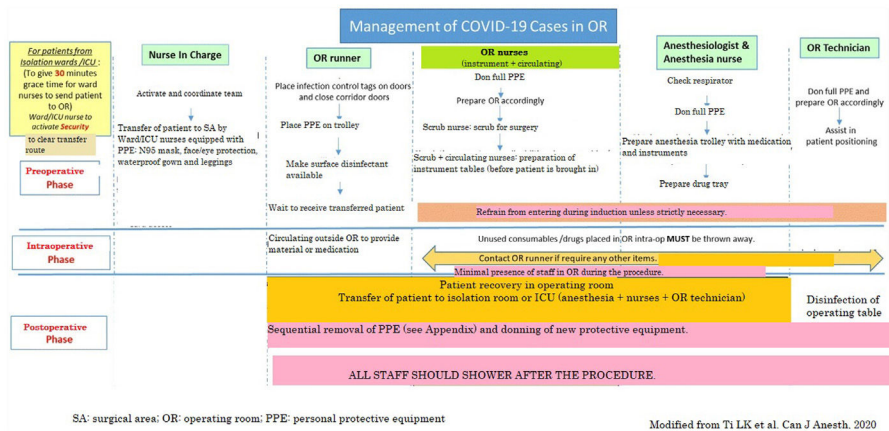 Management of COVID-19 Cases in OR
For patients from
Isolation wards /ICU :
(To give 30 minutes
grace time for ward
nurses to send patient
to OR)
Ward/ICU nurse to
activate Security
to clear transfer
route
Preoperative
Phase
Nurse In Charge
Activate and coordinate team
Transfer of patient to SA by
Ward/ICU nurses equipped with
PPE: N95 mask, face/eye protection,
waterproof gown and leggings
OR runner
Place infection control tags on doors
and close corridor doors
Place PPE on trolley
Make surface disinfectant
available
Wait to receive transferred patient
OR nurses
(instrument + circulating)
Don full PPE
Prepare OR accordingly
Scrub nurse: scrub for surgery
Scrub + circulating nurses: preparation of
instrument tables (before patient is brought in)
Anesthesiologist &
Anesthesia nurse
Check respirator
Don full PPE
Prepare anesthesia trolley with medication
and instruments
Prepare drug tray
OR Technician
Don full PPE and
prepare OR accordingly
Assist in
patient positioning
Refrain from entering during induction unless strictly necessary.
Intraoperative
Phase
Circulating outside OR to provide
material or medication
Unused consumables /drugs placed in OR intra-op MUST be thrown away.
Contact OR runner if require any other items.
Minimal presence of staff in OR during the procedure.
Postoperative
Phase
Patient recovery in operating room
Transfer of patient to isolation room or ICU (anesthesia + nurses + OR technician)
Disinfection of
operating table
Sequential removal of PPE (see Appendix) and donning of new protective equipment.
ALL STAFF SHOULD SHOWER AFTER THE PROCEDURE.
SA: surgical area; OR: operating room; PPE: personal protective equipment
Modified from Ti LK et al. Can J Anesth, 2020